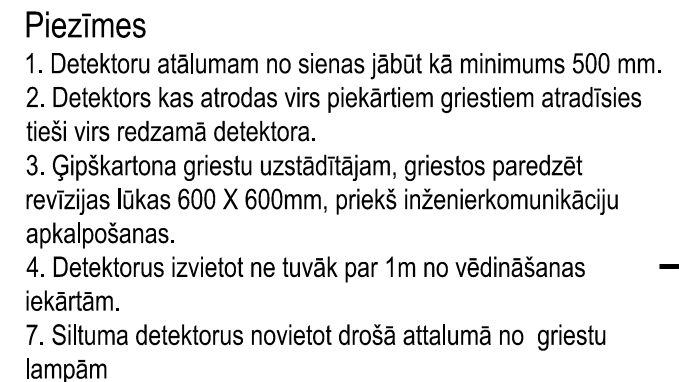 Piezīmes
1. Detektoru atālumam no sienas jābūt kā minimums 500 mm.
2. Detektors kas atrodas virs piekārtiem griestiem atradīsies
tieši virs redzamā detektora.
3. Ģipškartona griestu uzstādītājam, griestos paredzēt
revīzijas lūkas 600 X 600mm, priekš inženierkomunikāciju
apkalpošanas.
4. Detektorus izvietot ne tuvāk par 1m no vēdināšanas
iekārtām.
7. Siltuma detektorus novietot drošā attalumā no  griestu
lampām